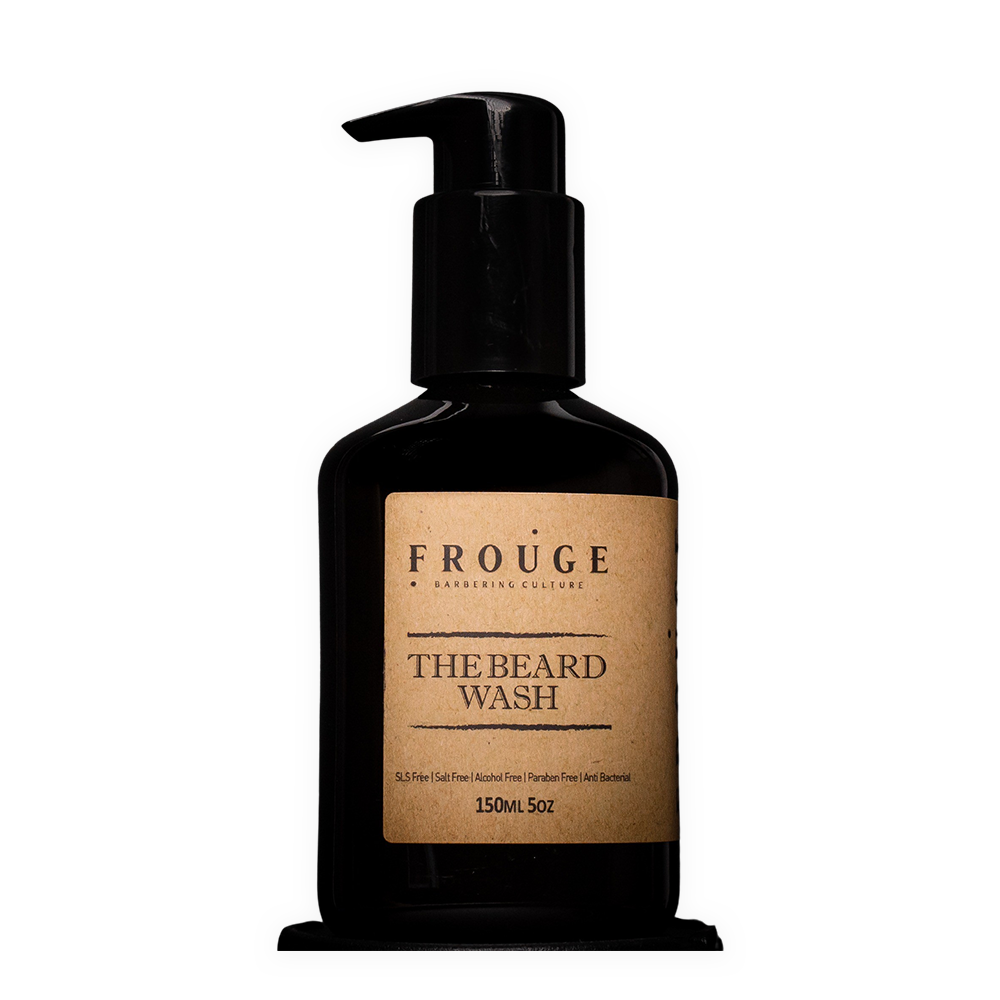 FROUGE
BARBERING CULTURE
THE BEARD
WASH
SLS Free | Salt Free | Alcohol Free | Paraben Free | Anti Bacterial
150ML 5OZ